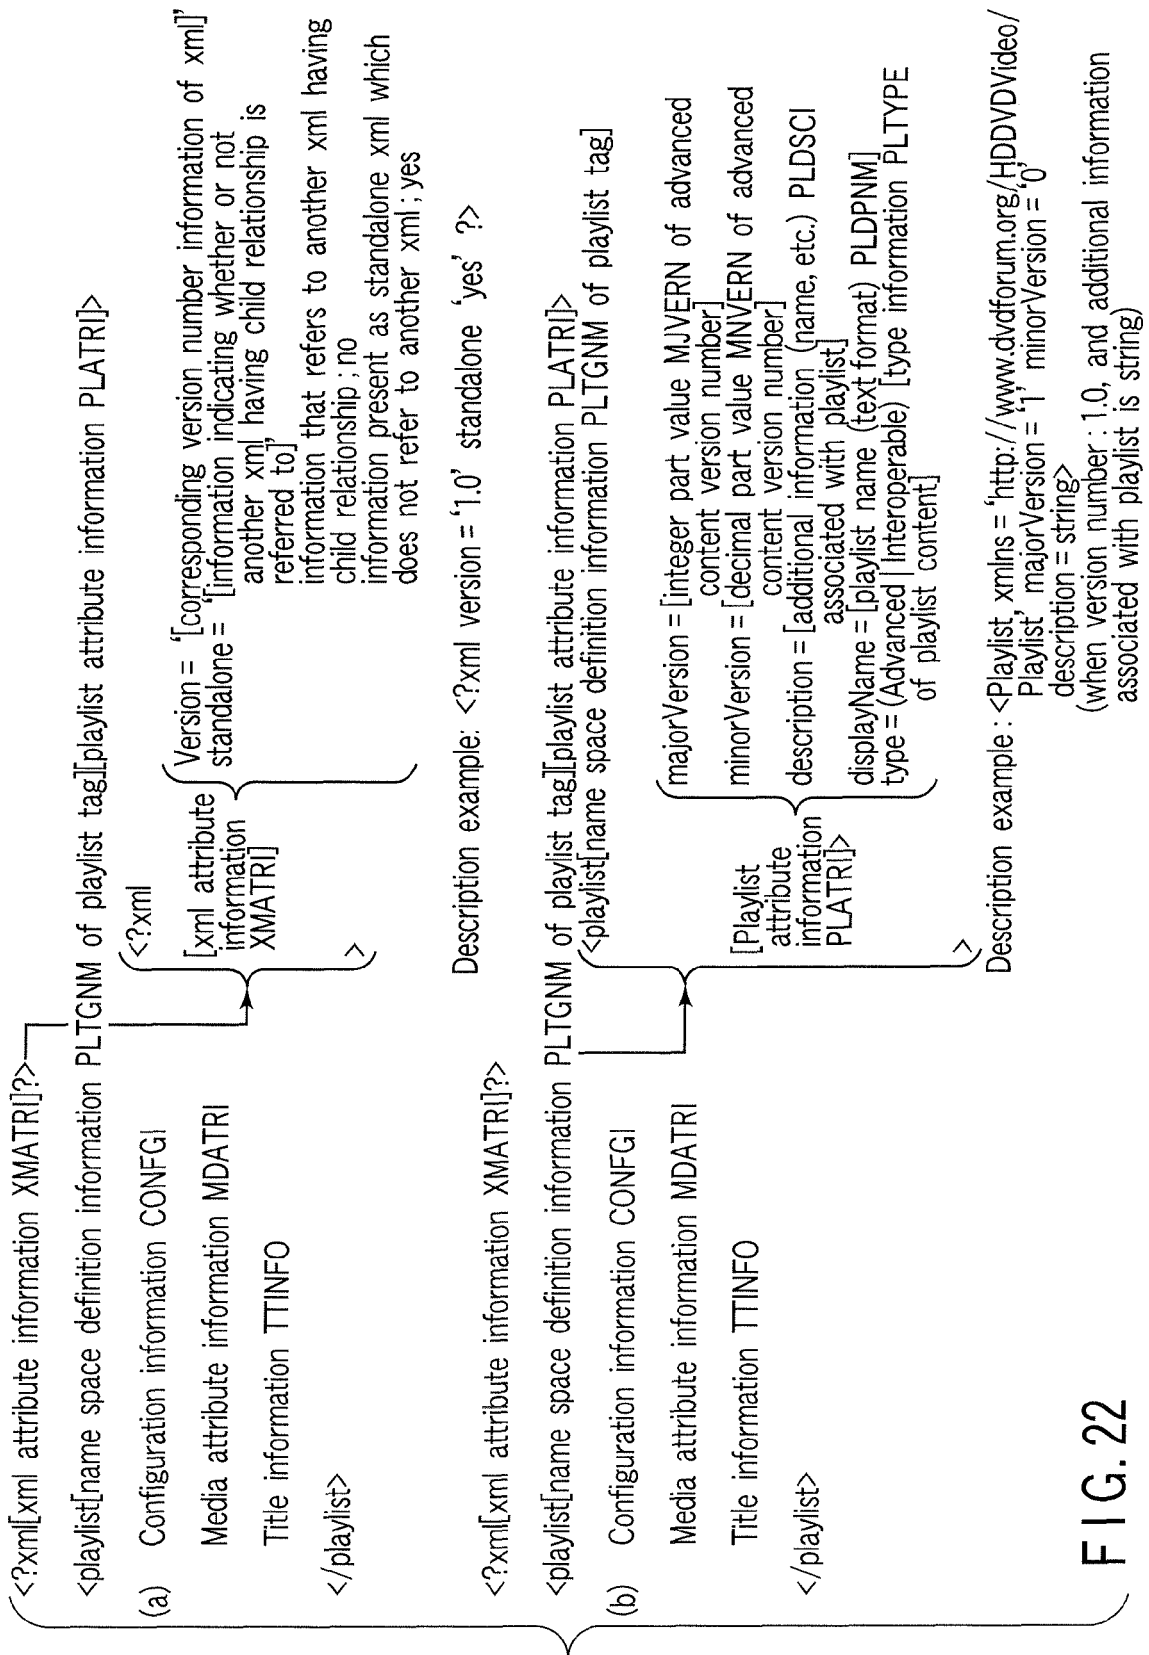 <?xml[xml attribute information XMATRI]?>
<playlist[name space definition information PLTGNM of playlist tag][playlist attribute information PLATRI]>
(a) Configuration information CONFGI
Media attribute information MDATRI
Title information TTINFO
</playlist>
<?xml
[xml attribute
information
XMATRI]
>
Version = '[corresponding version number information of xml]'
standalone = '[information indicating whether or not
another xml having child relationship is
referred to]'
information that refers to another xml having
child relationship ; no
information present as standalone xml which
does not refer to another xml ; yes
Description example: <?xml version = '1.0' standalone 'yes' ?>
<?xml[xml attribute information XMATRI]?>
<playlist[name space definition information PLTGNM of playlist tag][playlist attribute information PLATRI]>
(b) Configuration information CONFGI
Media attribute information MDATRI
Title information TTINFO
</playlist>
<playlist[name space definition information PLTGNM of playlist tag]
[Playlist
attribute
information
PLATRI]>
>
majorVersion = [integer part value MJVERN of advanced
content version number]
minorVersion = [decimal part value MNVERN of advanced
content version number]
description = [additional information (name, etc.) PLDSCI
associated with playlist]
displayName = [playlist name (text format) PLDPNM]
type = (Advanced | Interoperable) [type information PLTYPE
of playlist content]
Description example : <Playlist, xmlns = 'http://www.dvdforum.org/HDDVDVideo/
Playlist' majorVersion = '1' minorVersion = '0'
description = string>
(when version number : 1.0, and additional information
associated with playlist is string)
FIG. 22